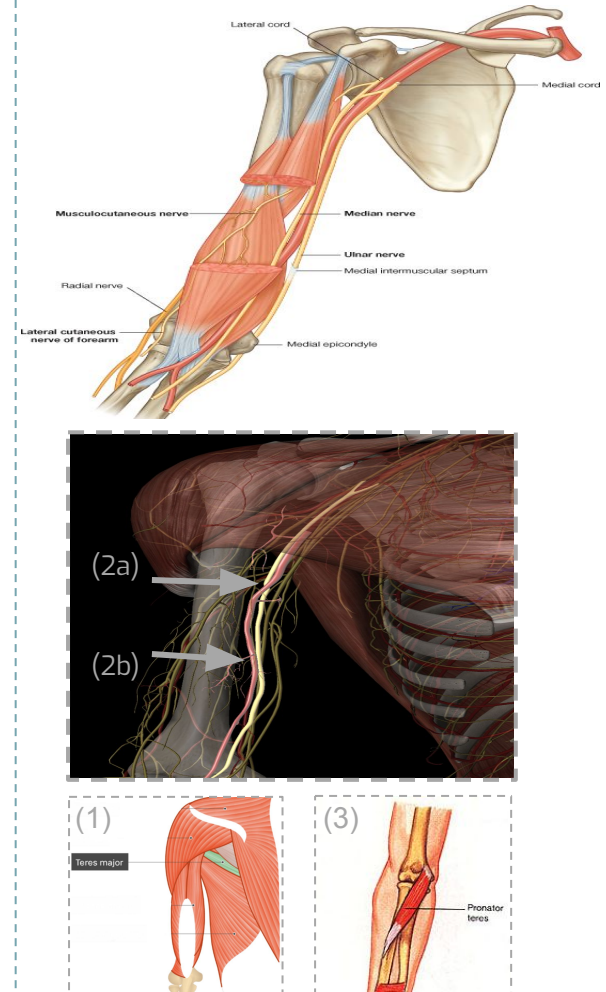 Lateral cord
Medial cord
Musculocutaneous nerve
Median nerve
Ulnar nerve
Medial intermuscular septum
Radial nerve
Lateral cutaneous
nerve of forearm
Medial epicondyle
(2a)
(2b)
(1)
Teres major
(3)
Pronator
teres